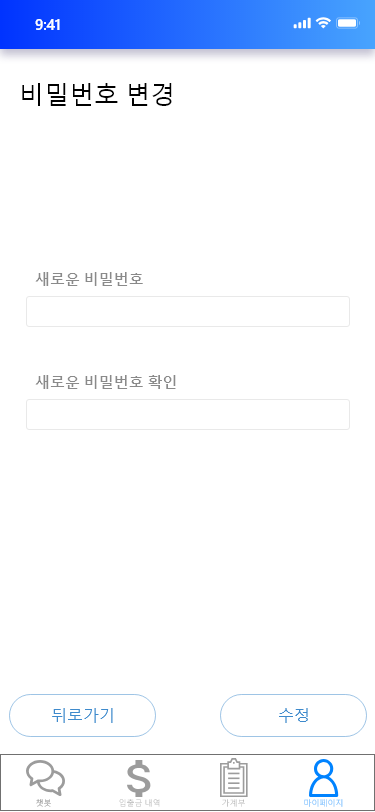 9:41
비밀번호 변경
새로운 비밀번호
새로운 비밀번호 확인
뒤로가기 수정
챗봇 입출금 내역 가계부 마이페이지